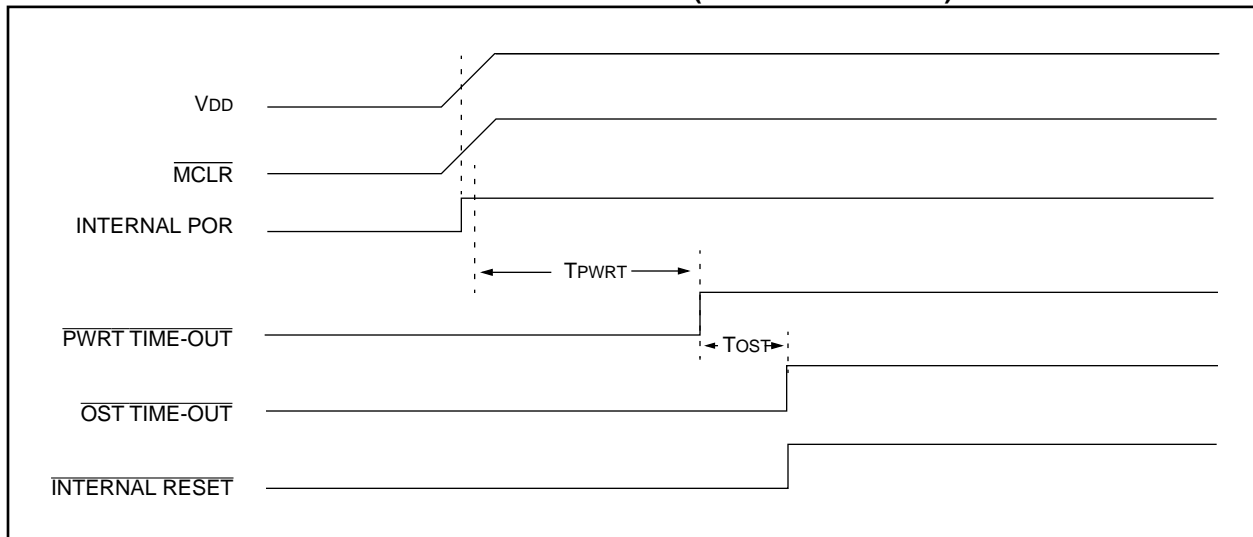 VDD
MCLR
INTERNAL POR
TPWRT
PWRT TIME-OUT
TOST
OST TIME-OUT
INTERNAL RESET